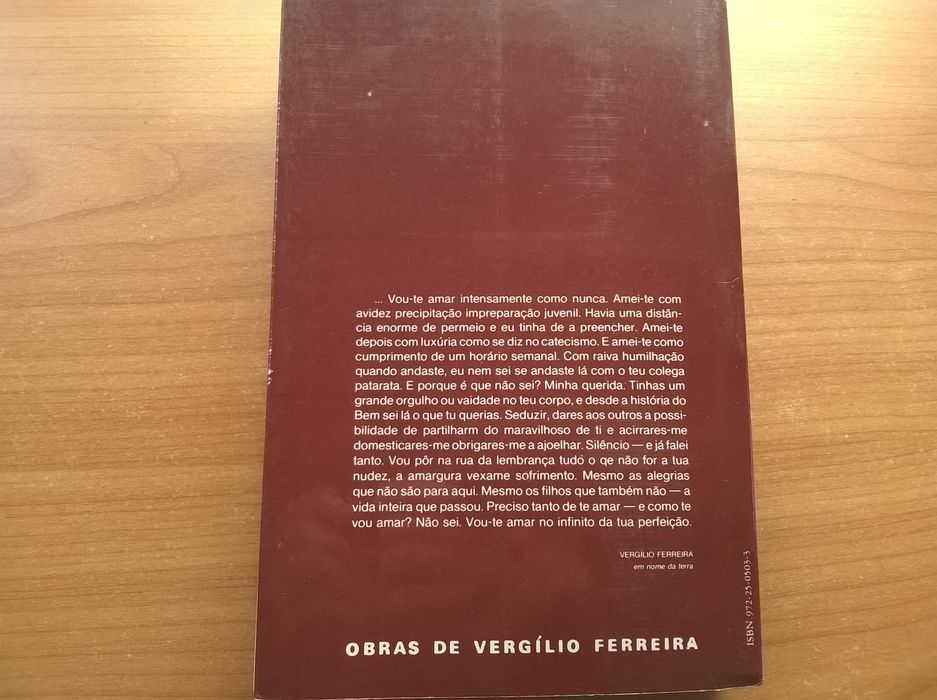 ... Vou-te amar intensamente como nunca. Amei-te com
avidez precipitação impreparação juvenil. Havia uma distân-
cia enorme de permeio e eu tinha de a preencher. Amei-te
depois com luxúria como se diz no catecismo. E amei-te como
cumprimento de um horário semanal. Com raiva humilhação
quando andaste, eu nem sei se andaste lá com o teu colega
patarata. E porque é que não sei? Minha querida. Tinhas um
grande orgulho ou vaidade no teu corpo, e desde a história do
Bem sei lá o que tu querias. Seduzir, dares aos outros a possi-
bilidade de partilharm do maravilhoso de ti e acirrares-me
domesticares-me obrigares-me a ajoelhar. Silêncio — e já falei
tanto. Vou pôr na rua da lembrança tudo o qe não for a tua
nudez, a amargura vexame sofrimento. Mesmo as alegrias
que não são para aqui. Mesmo os filhos que também não — a
vida inteira que passou. Preciso tanto de te amar — e como te
vou amar? Não sei. Vou-te amar no infinito da tua perfeição.
VERGÍLIO FERREIRA
em nome da terra
ISBN 972-25-0503-3
OBRAS DE VERGÍLIO FERREIRA